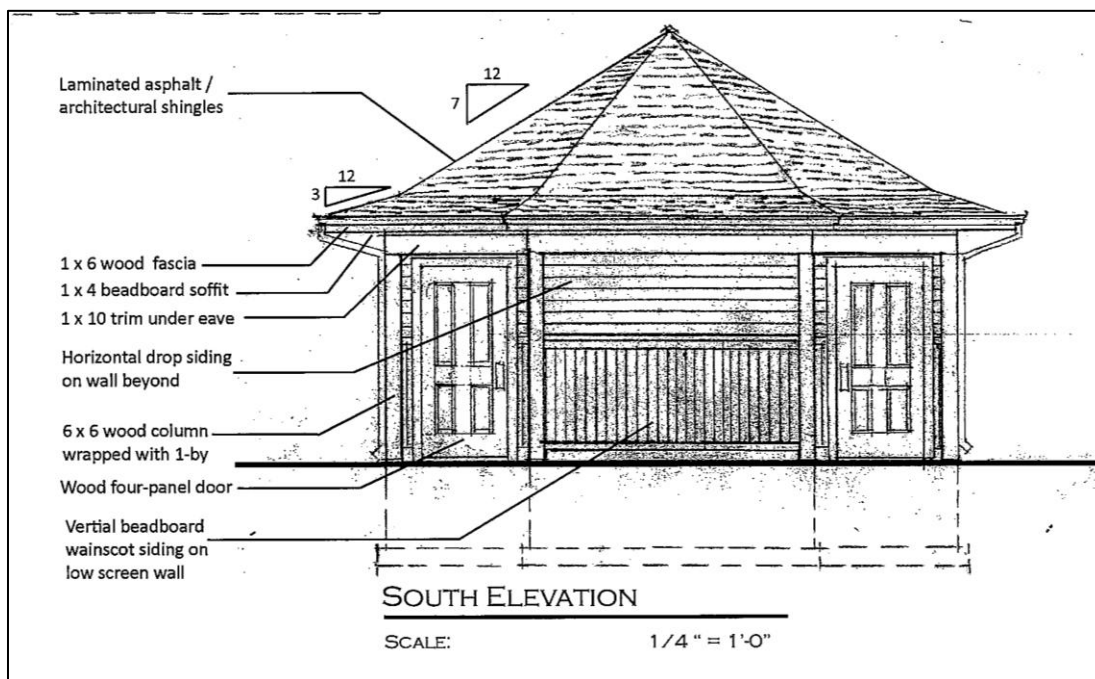 Laminated asphalt /
architectural shingles
12
7
12
3
1 x 6 wood  fascia
1 x 4 beadboard soffit
1 x 10 trim under eave
Horizontal drop siding
on wall beyond
6 x 6 wood column
wrapped with 1-by
Wood four-panel door
Vertial beadboard
wainscot siding on
low screen wall
SOUTH ELEVATION
SCALE: 1/4 " = 1'-0"